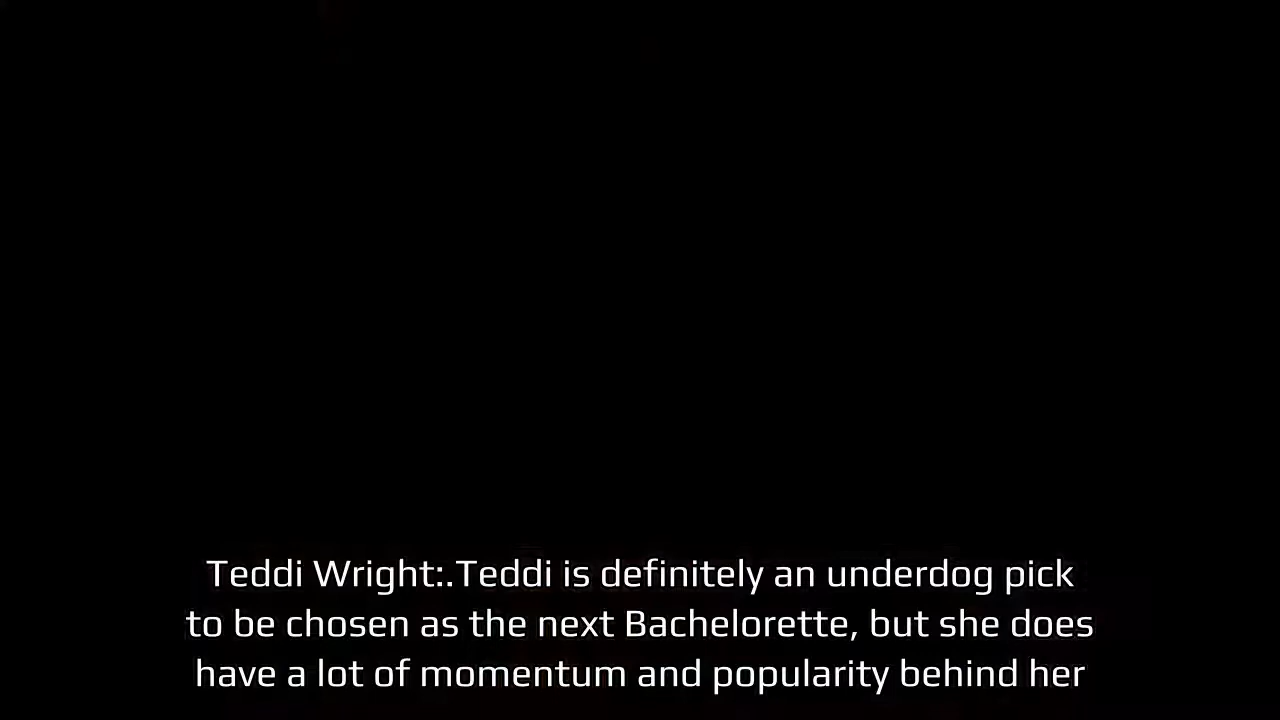 Teddi Wright:.Teddi is definitely an underdog pick
to be chosen as the next Bachelorette, but she does
have a lot of momentum and popularity behind her